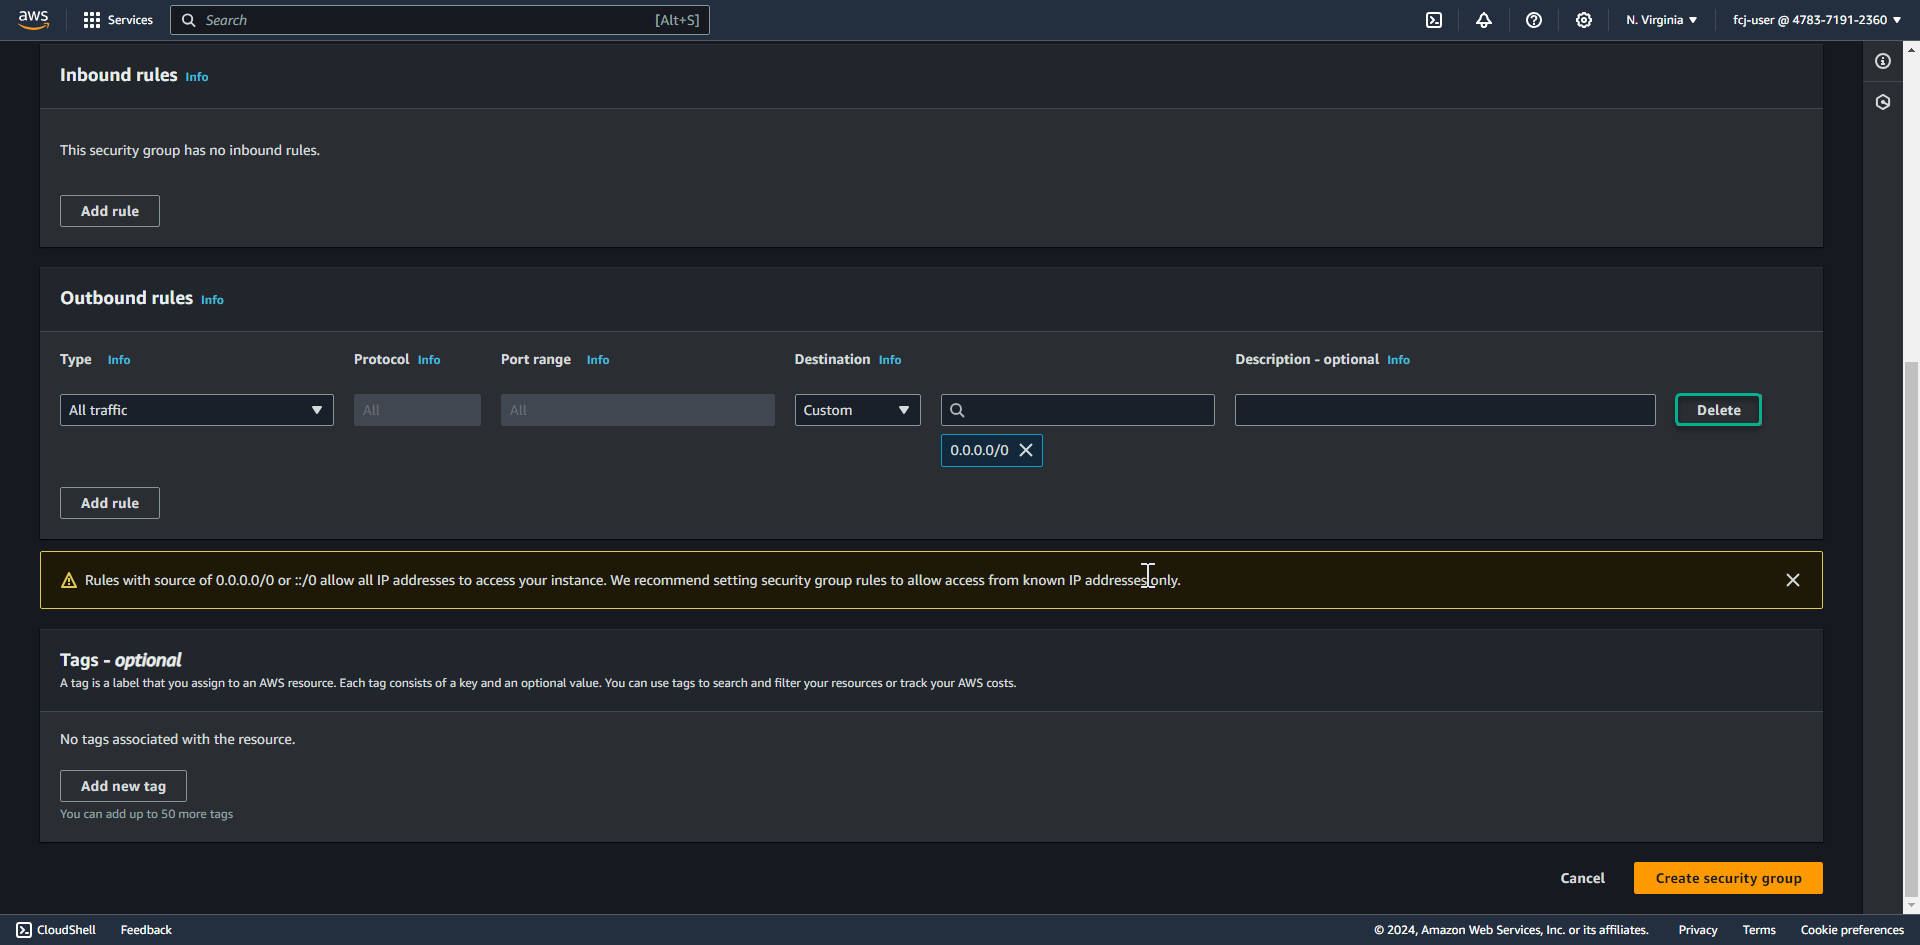 aws Services Search [Alt+S] N. Virginia fcj-user @ 4783-7191-2360
Inbound rules Info
This security group has no inbound rules.
Add rule
Outbound rules Info
Type Info Protocol Info Port range Info Destination Info Description - optional Info
All traffic All All Custom Delete
0.0.0.0/0
Add rule
Rules with source of 0.0.0.0/0 or ::/0 allow all IP addresses to access your instance. We recommend setting security group rules to allow access from known IP addresses only.
Tags - optional
A tag is a label that you assign to an AWS resource. Each tag consists of a key and an optional value. You can use tags to search and filter your resources or track your AWS costs.
No tags associated with the resource.
Add new tag
You can add up to 50 more tags
Cancel Create security group
CloudShell Feedback © 2024, Amazon Web Services, Inc. or its affiliates. Privacy Terms Cookie preferences